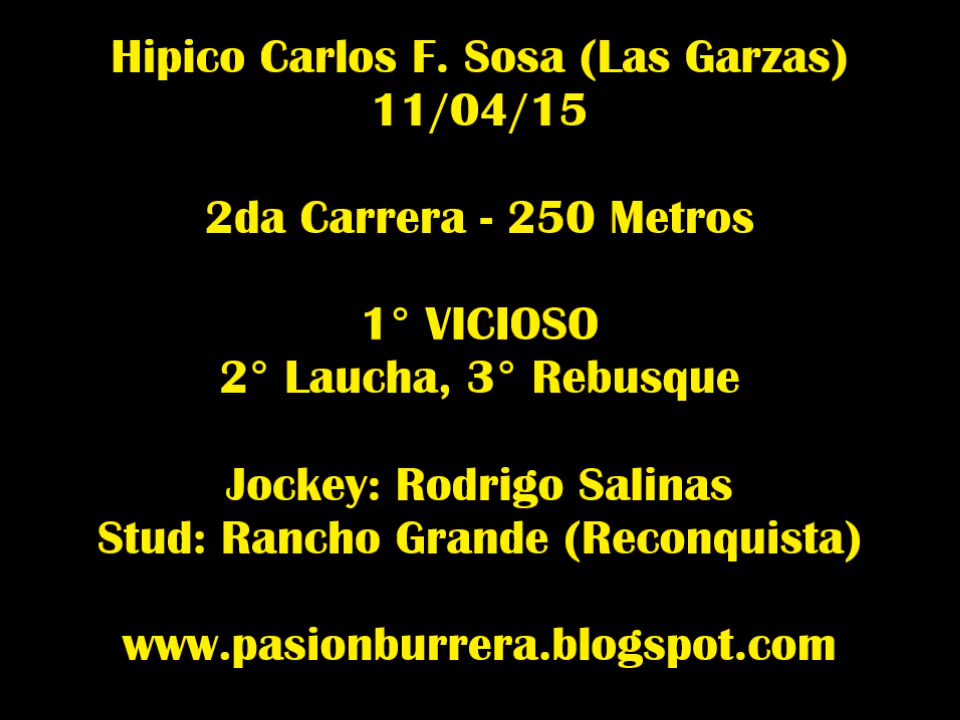 Hipico Carlos F. Sosa (Las Garzas)
11/04/15
2da Carrera - 250 Metros
1° VICIOSO
2° Laucha, 3° Rebusque
Jockey: Rodrigo Salinas
Stud: Rancho Grande (Reconquista)
www.pasionburrera.blogspot.com